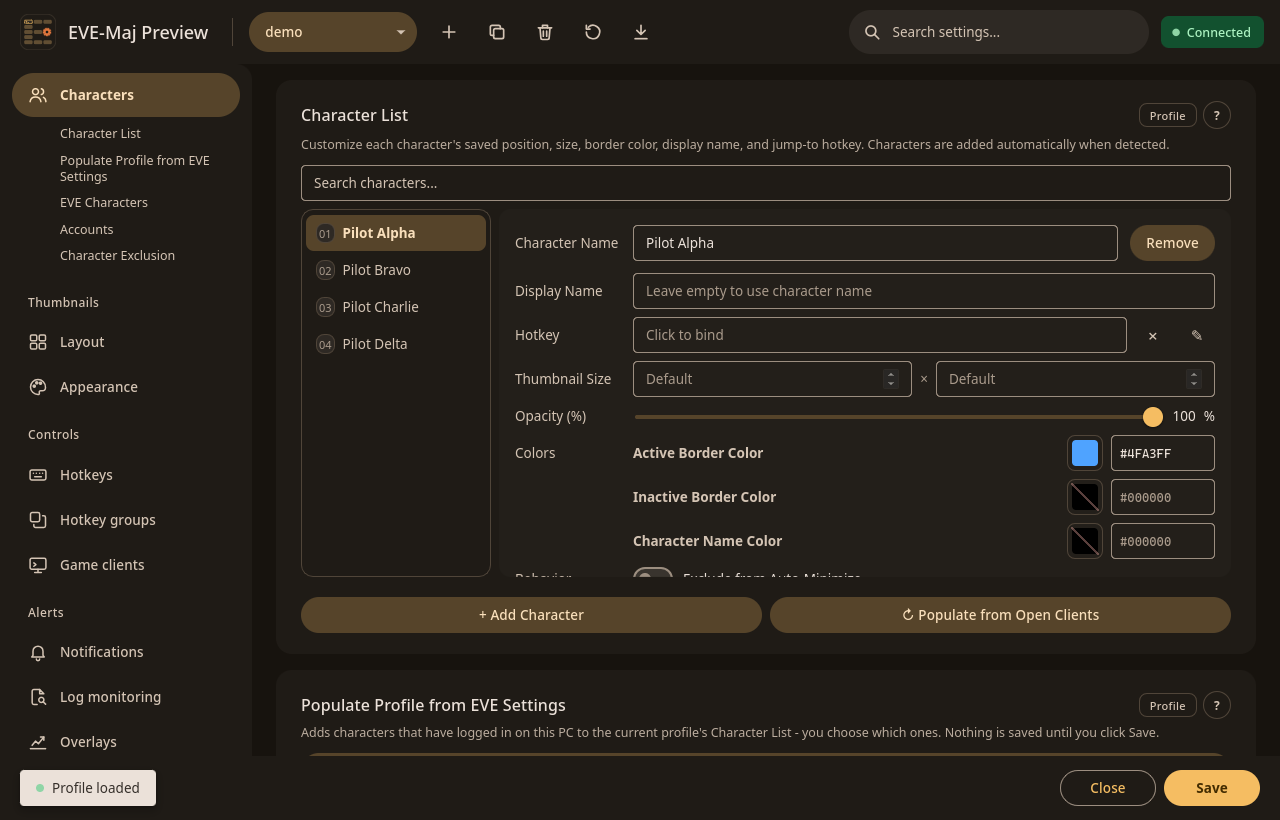 EVE-Maj Preview
demo
Search settings...
Connected
Characters
Character List
Populate Profile from EVE
Settings
EVE Characters
Accounts
Character Exclusion
Thumbnails
Layout
Appearance
Controls
Hotkeys
Hotkey groups
Game clients
Alerts
Notifications
Log monitoring
Overlays
Character List
Profile
?
Customize each character's saved position, size, border color, display name, and jump-to hotkey. Characters are added automatically when detected.
Search characters...
01 Pilot Alpha
02 Pilot Bravo
03 Pilot Charlie
04 Pilot Delta
Character Name
Pilot Alpha
Remove
Display Name
Leave empty to use character name
Hotkey
Click to bind
× ✎
Thumbnail Size
Default × Default
Opacity (%)
100 %
Colors
Active Border Color
#4FA3FF
Inactive Border Color
#000000
Character Name Color
#000000
Behavior
Exclude from Auto-Minimize
+ Add Character
↻ Populate from Open Clients
Populate Profile from EVE Settings
Profile
?
Adds characters that have logged in on this PC to the current profile's Character List - you choose which ones. Nothing is saved until you click Save.
Profile loaded
Close
Save